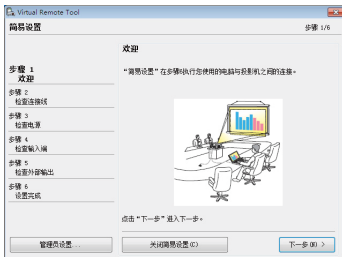 Virtual Remote Tool
简易设置
步骤 1/6
欢迎
步骤 1
欢迎
步骤 2
检查连接线
步骤 3
检查电源
步骤 4
检查输入端
步骤 5
检查外部输出
步骤 6
设置完成
“简易设置”在步骤6执行您使用的电脑与投影机之间的连接。
点击“下一步”进入下一步。
管理员设置...
关闭简易设置(C)
下一步(N) >